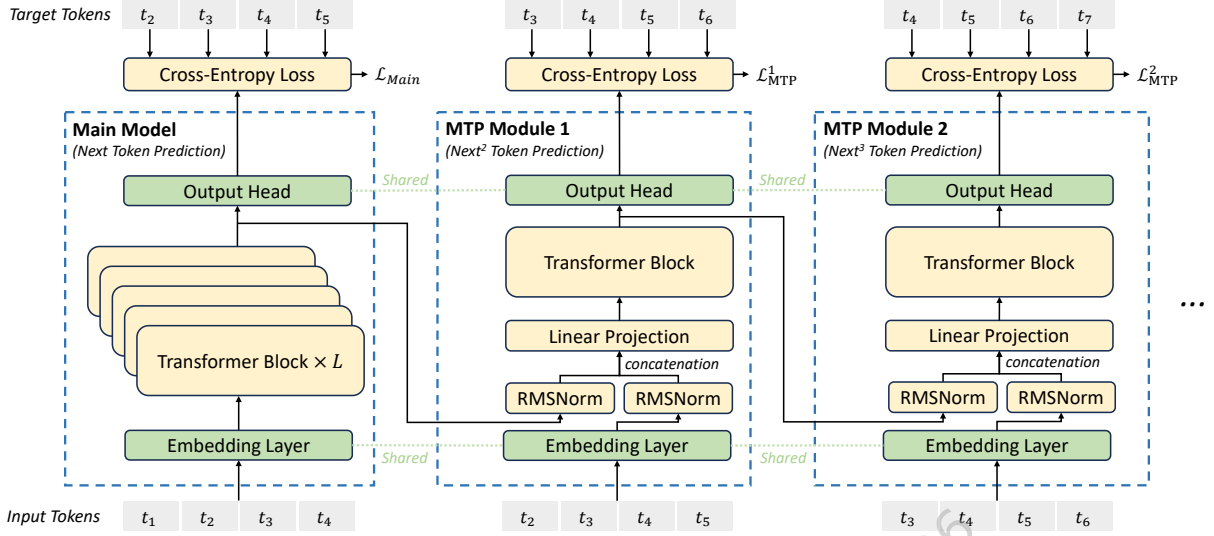 Target Tokens t₂ t₃ t₄ t₅ t₃ t₄ t₅ t₆ t₄ t₅ t₆ t₇
Cross-Entropy Loss ℒ_Main Cross-Entropy Loss ℒ¹_MTP Cross-Entropy Loss ℒ²_MTP
Main Model MTP Module 1 MTP Module 2
(Next Token Prediction) (Next² Token Prediction) (Next³ Token Prediction)
Output Head Shared Output Head Shared Output Head
Transformer Block Transformer Block
...
Linear Projection Linear Projection
Transformer Block × L concatenation concatenation
RMSNorm RMSNorm RMSNorm RMSNorm
Embedding Layer Shared Embedding Layer Shared Embedding Layer
Input Tokens t₁ t₂ t₃ t₄ t₂ t₃ t₄ t₅ t₃ t₄ t₅ t₆